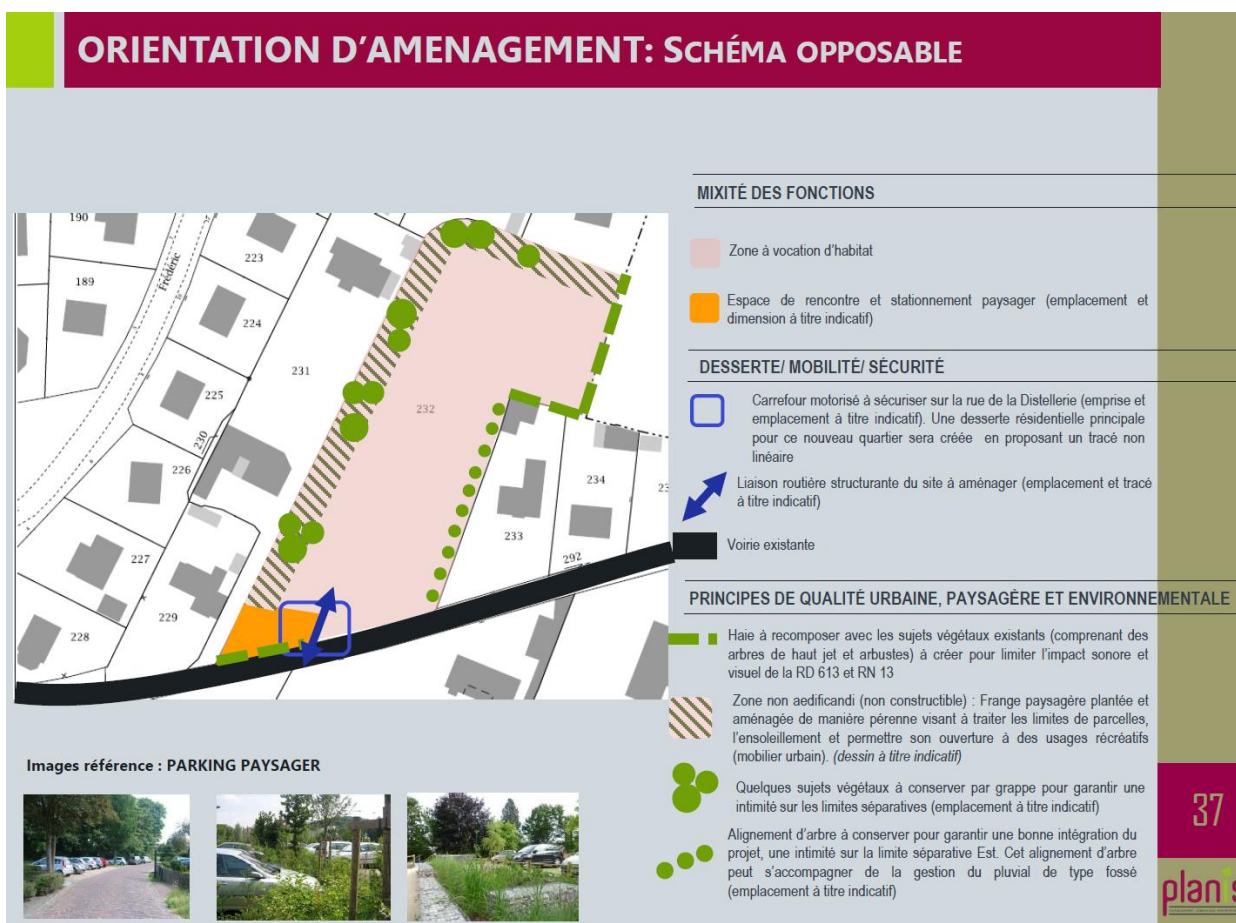 ORIENTATION D’AMENAGEMENT: SCHÉMA OPPOSABLE
190
189
Frédéric
223
224
225
230
226
227
228
229
231
232
233
234
23
292
MIXITÉ DES FONCTIONS
Zone à vocation d’habitat
Espace de rencontre et stationnement paysager (emplacement et
dimension à titre indicatif)
DESSERTE/ MOBILITÉ/ SÉCURITÉ
Carrefour motorisé à sécuriser sur la rue de la Distellerie (emprise et
emplacement à titre indicatif). Une desserte résidentielle principale
pour ce nouveau quartier sera créée en proposant un tracé non
linéaire
Liaison routière structurante du site à aménager (emplacement et tracé
à titre indicatif)
Voirie existante
PRINCIPES DE QUALITÉ URBAINE, PAYSAGÈRE ET ENVIRONNEMENTALE
Haie à recomposer avec les sujets végétaux existants (comprenant des
arbres de haut jet et arbustes) à créer pour limiter l’impact sonore et
visuel de la RD 613 et RN 13
Zone non aedificandi (non constructible) : Frange paysagère plantée et
aménagée de manière pérenne visant à traiter les limites de parcelles,
l’ensoleillement et permettre son ouverture à des usages récréatifs
(mobilier urbain). (dessin à titre indicatif)
Quelques sujets végétaux à conserver par grappe pour garantir une
intimité sur les limites séparatives (emplacement à titre indicatif)
Alignement d’arbre à conserver pour garantir une bonne intégration du
projet, une intimité sur la limite séparative Est. Cet alignement d’arbre
peut s’accompagner de la gestion du pluvial de type fossé
(emplacement à titre indicatif)
Images référence : PARKING PAYSAGER
37
planis